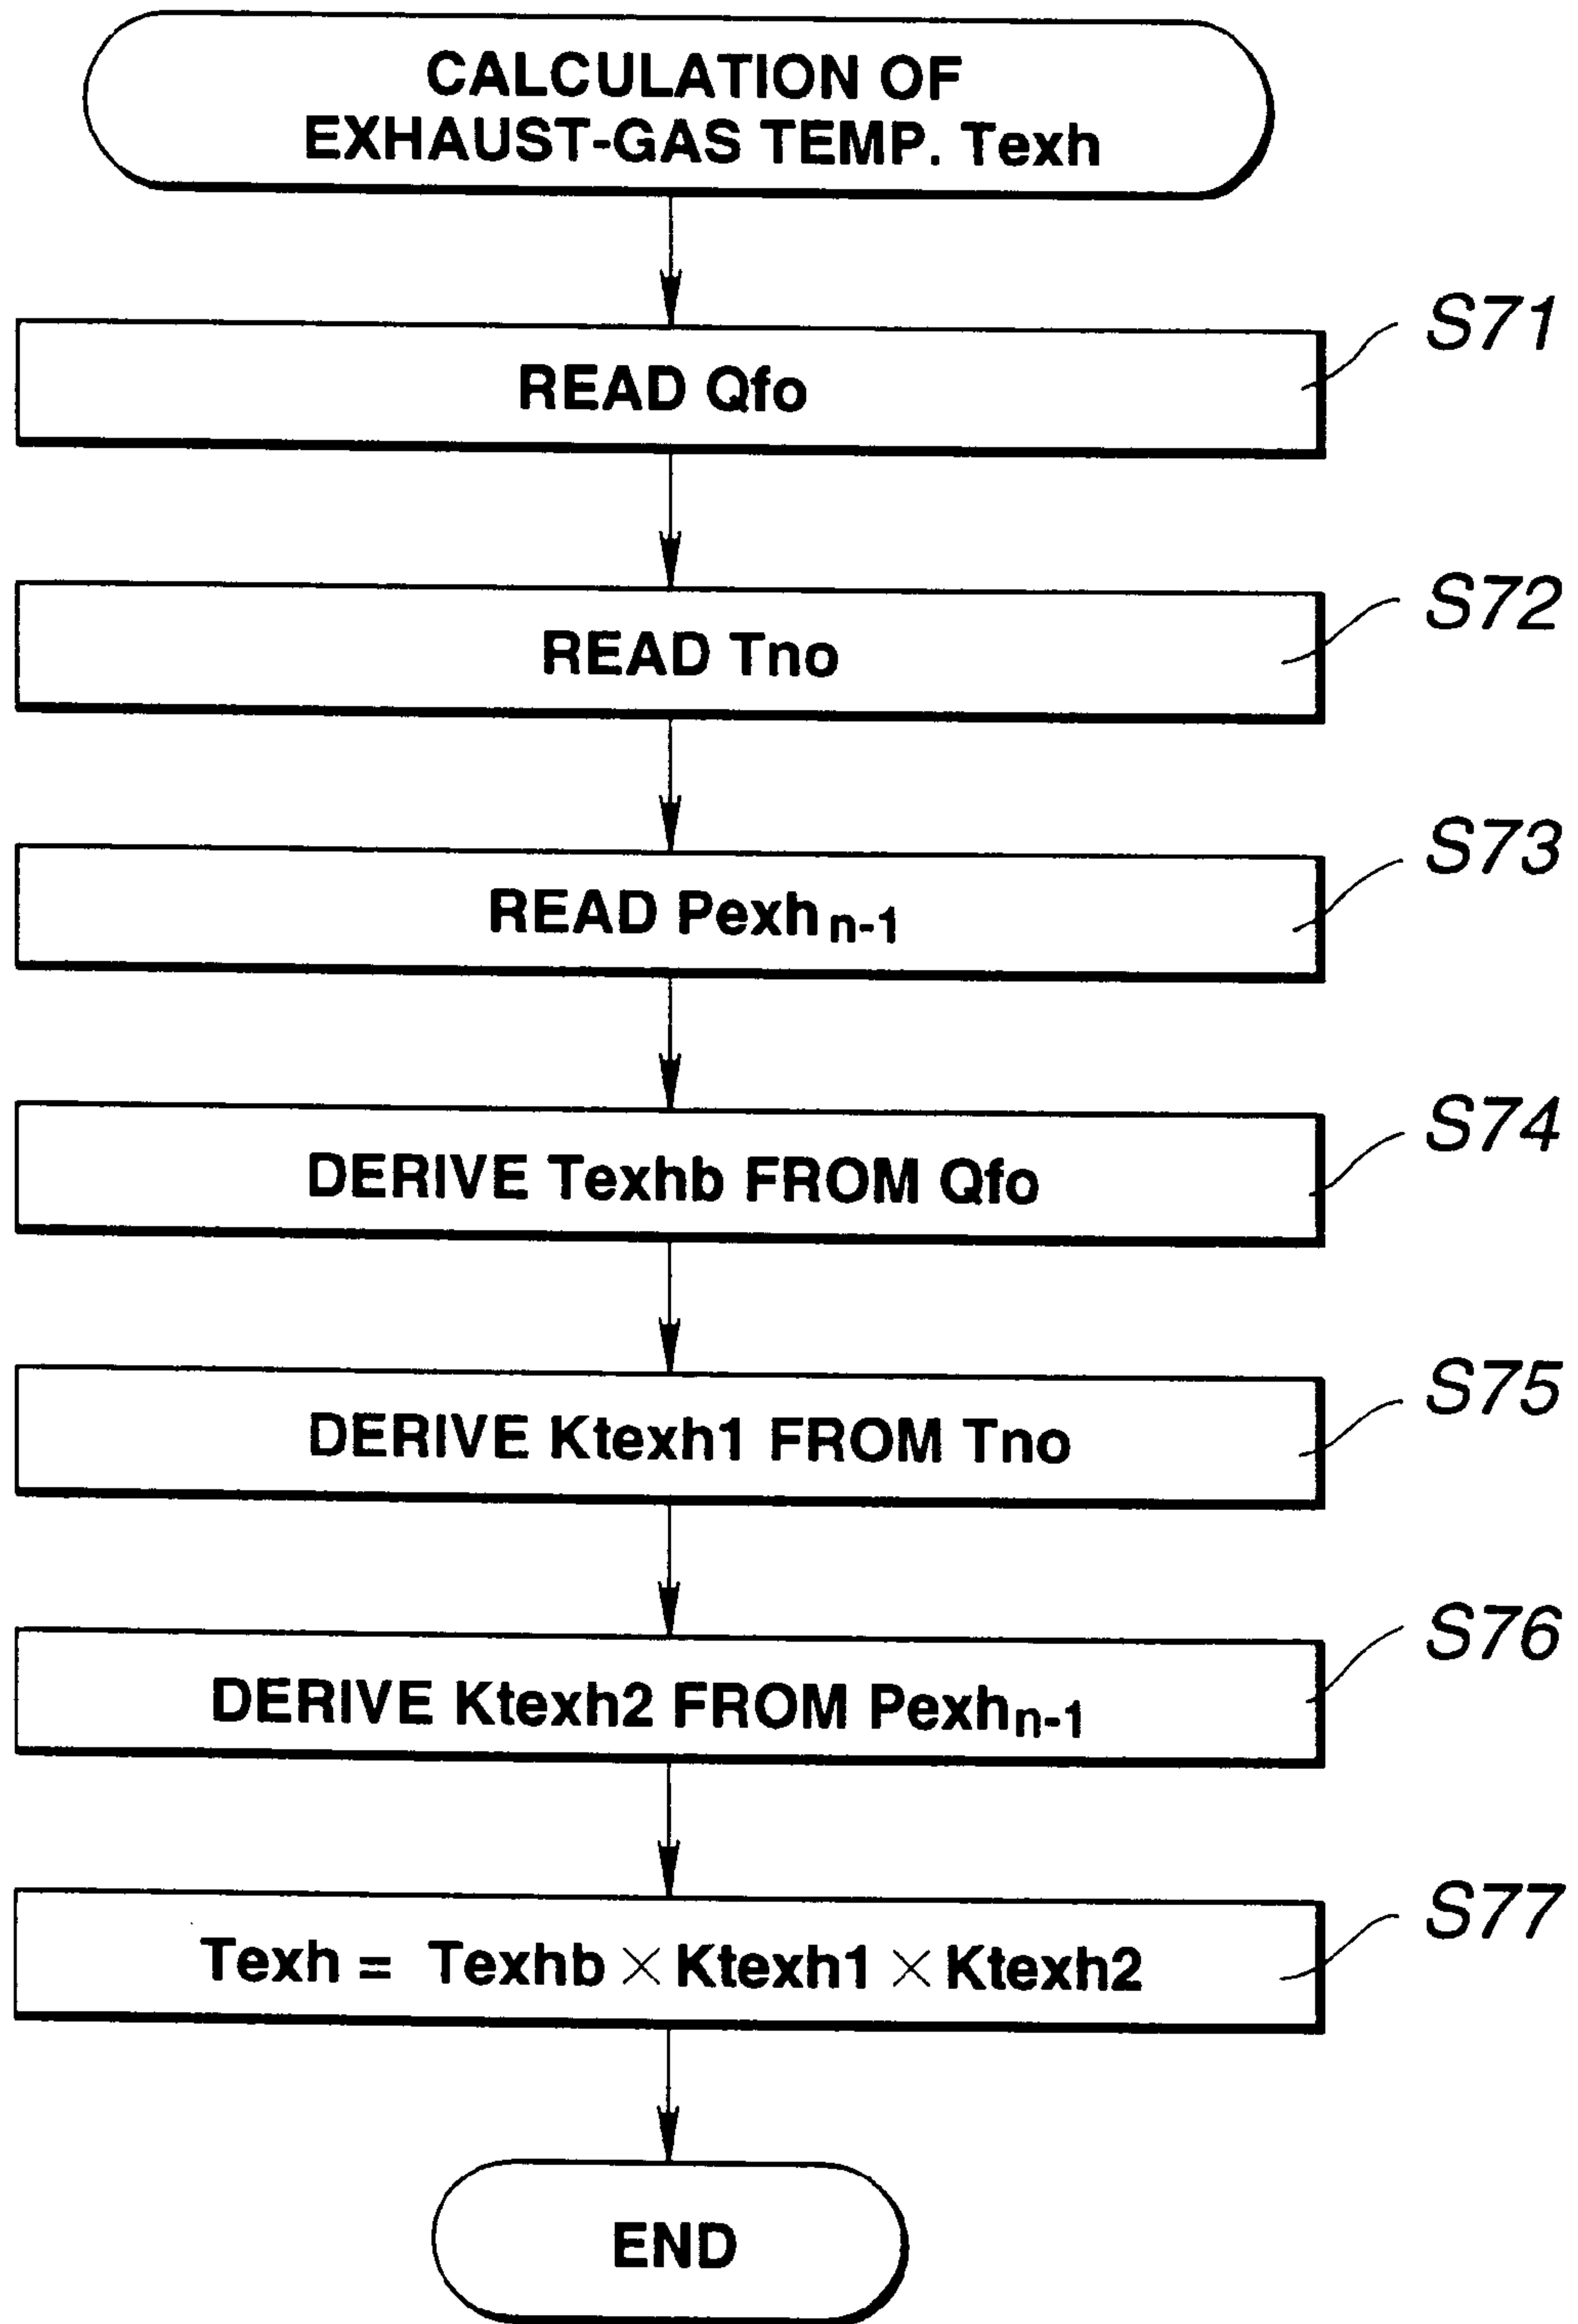 CALCULATION OF
EXHAUST-GAS TEMP. Texh
S71
READ Qfo
S72
READ Tno
S73
READ Pexhn-1
S74
DERIVE Texhb FROM Qfo
S75
DERIVE Ktexh1 FROM Tno
S76
DERIVE Ktexh2 FROM Pexhn-1
S77
Texh = Texhb × Ktexh1 × Ktexh2
END